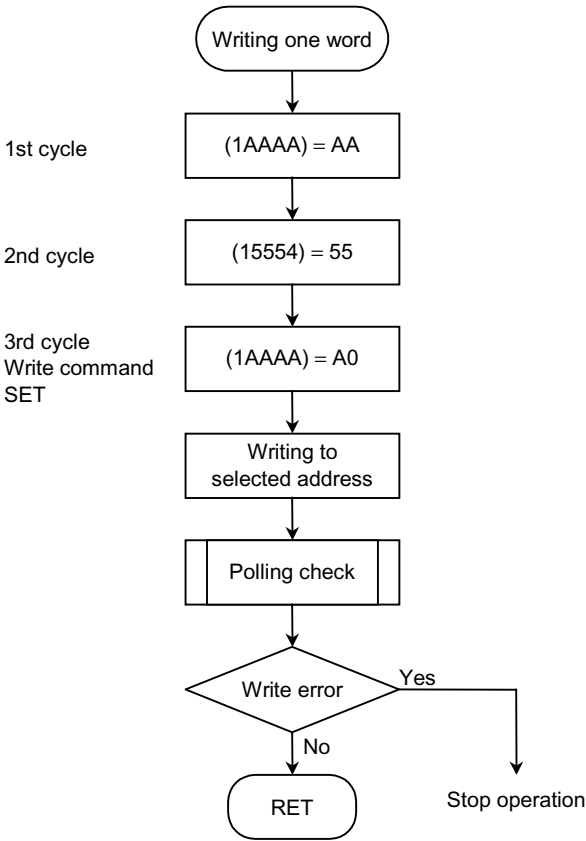 Writing one word
1st cycle
(1AAAA) = AA
2nd cycle
(15554) = 55
3rd cycle
Write command
SET
(1AAAA) = A0
Writing to
selected address
Polling check
Write error
Yes
No
RET
Stop operation